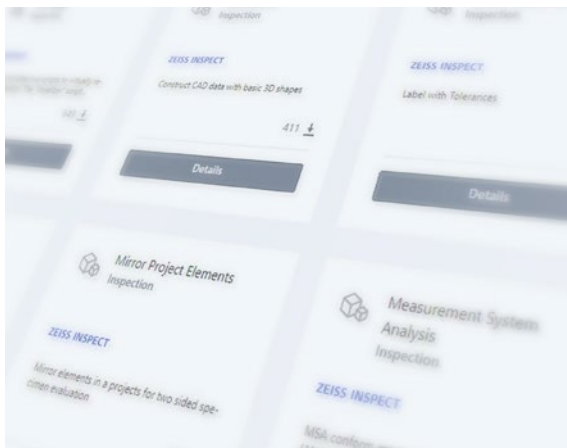 Inspection
ZEISS INSPECT
Construct CAD data with basic 3D shapes
411
Details
Inspection
ZEISS INSPECT
Label with Tolerances
Details
Mirror Project Elements
Inspection
ZEISS INSPECT
Mirror elements in a projects for two sided spe-
cimen evaluation
Measurement System
Analysis
Inspection
ZEISS INSPECT
MSA